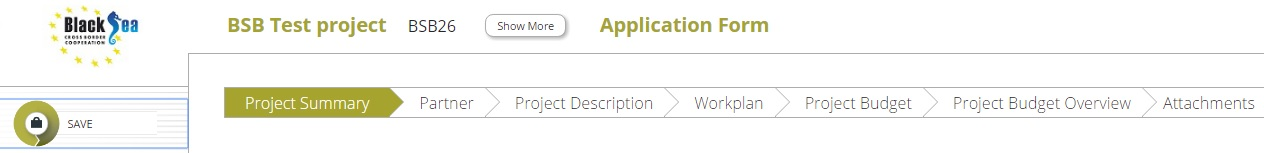 Black Sea
CROSS BORDER
COOPERATION
BSB Test project BSB26 Show More Application Form
Project Summary Partner Project Description Workplan Project Budget Project Budget Overview Attachments
SAVE